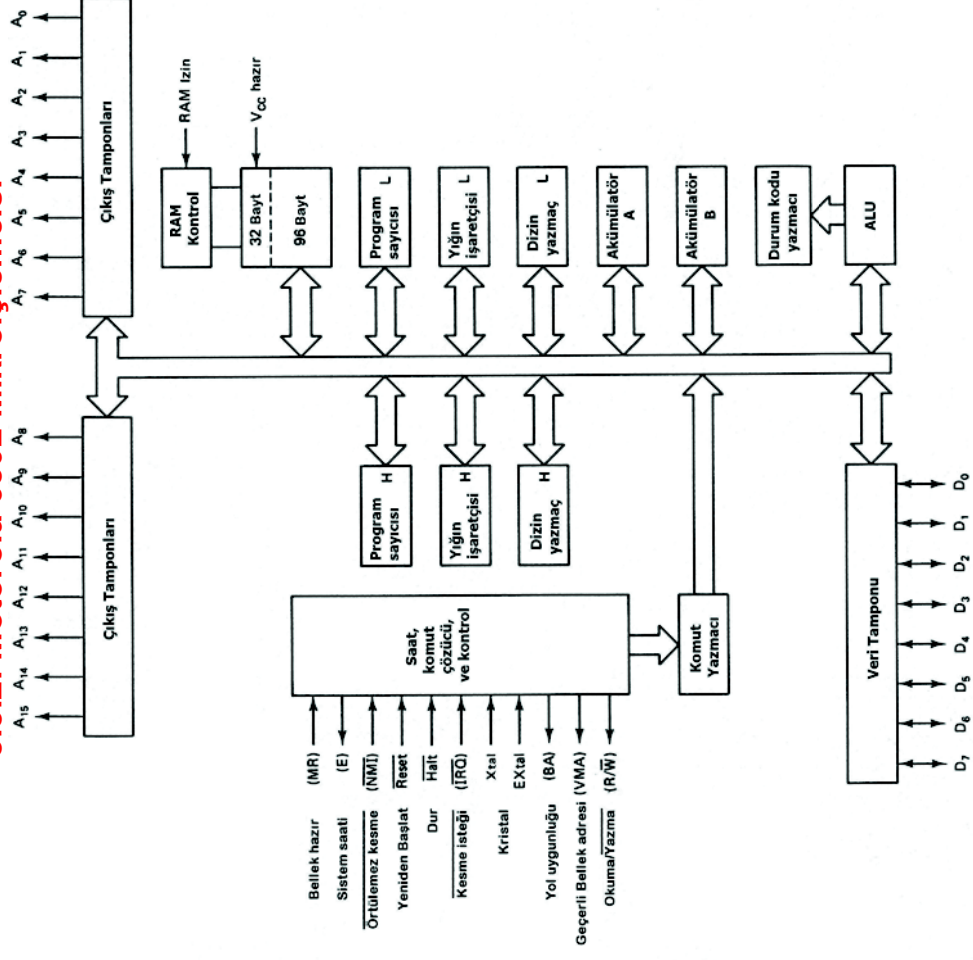 A15 A14 A13 A12 A11 A10 A9 A8
A7 A6 A5 A4 A3 A2 A1 A0
Çıkış Tamponları
Çıkış Tamponları
RAM
Kontrol
RAM Izin
32 Bayt
96 Bayt
VCC hazır
Program
sayıcısı H
Program
sayıcısı L
Yığın
işaretçisi H
Yığın
işaretçisi L
Dizin
yazmaç H
Dizin
yazmaç L
Akümülatör
A
Akümülatör
B
Durum kodu
yazmacı
ALU
Bellek hazır (MR)
Sistem saati (E)
Örtülemez kesme (NMI)
Yeniden Başlat Reset
Dur Halt
Kesme isteği (IRQ)
Xtal
Kristal
EXtal
Yol uygunluğu (BA)
Geçerli Bellek adresi (VMA)
Okuma/Yazma (R/W)
Saat,
komut
çözücü,
ve kontrol
Komut
Yazmacı
Veri Tamponu
D7 D6 D5 D4 D3 D2 D1 D0